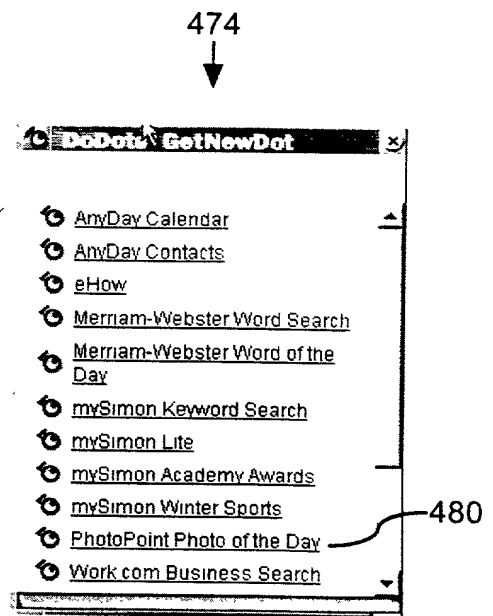 474
DoDots GetNewDot
AnyDay Calendar
AnyDay Contacts
eHow
Merriam-Webster Word Search
Merriam-Webster Word of the
Day
mySimon Keyword Search
mySimon Lite
mySimon Academy Awards
mySimon Winter Sports
PhotoPoint Photo of the Day
480
Work.com Business Search